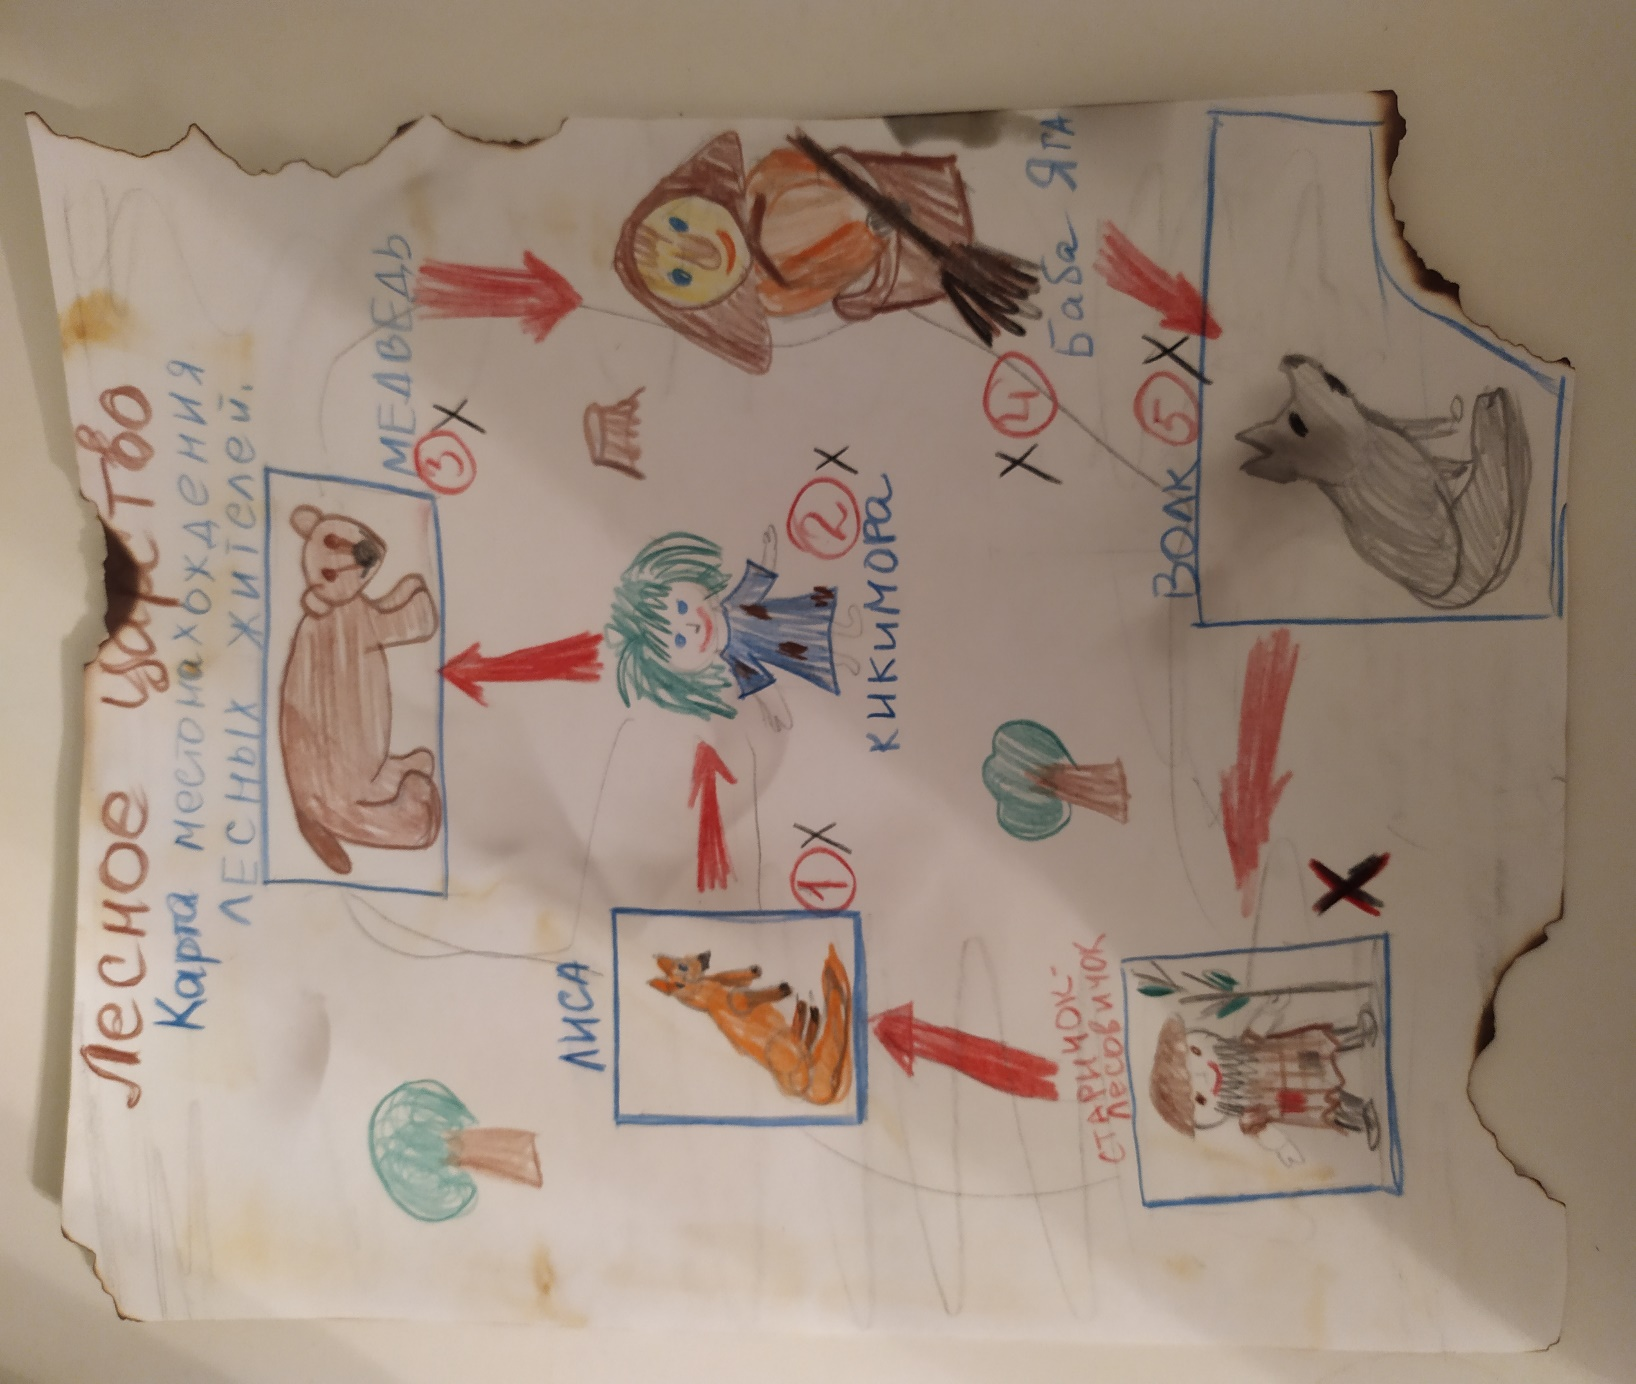 Лесное царство
Карта местонахождения
лесных жителей.
МЕДВЕДЬ
3 X
ЛИСА
1 X
2 X
КИКИМОРА
X 4
Баба Яга
СТАРИЧОК-
лесовичок
X
ВОЛК 5 X